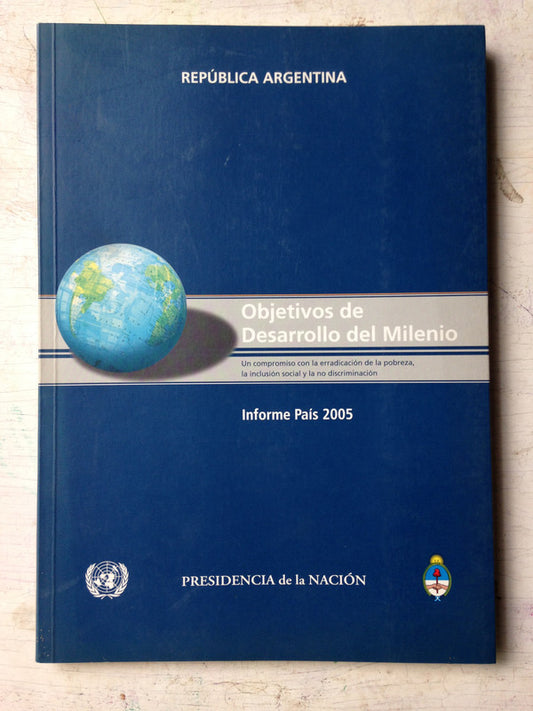 REPÚBLICA ARGENTINA
Objetivos de
Desarrollo del Milenio
Un compromiso con la erradicación de la pobreza,
la inclusión social y la no discriminación
Informe País 2005
PRESIDENCIA de la NACIÓN